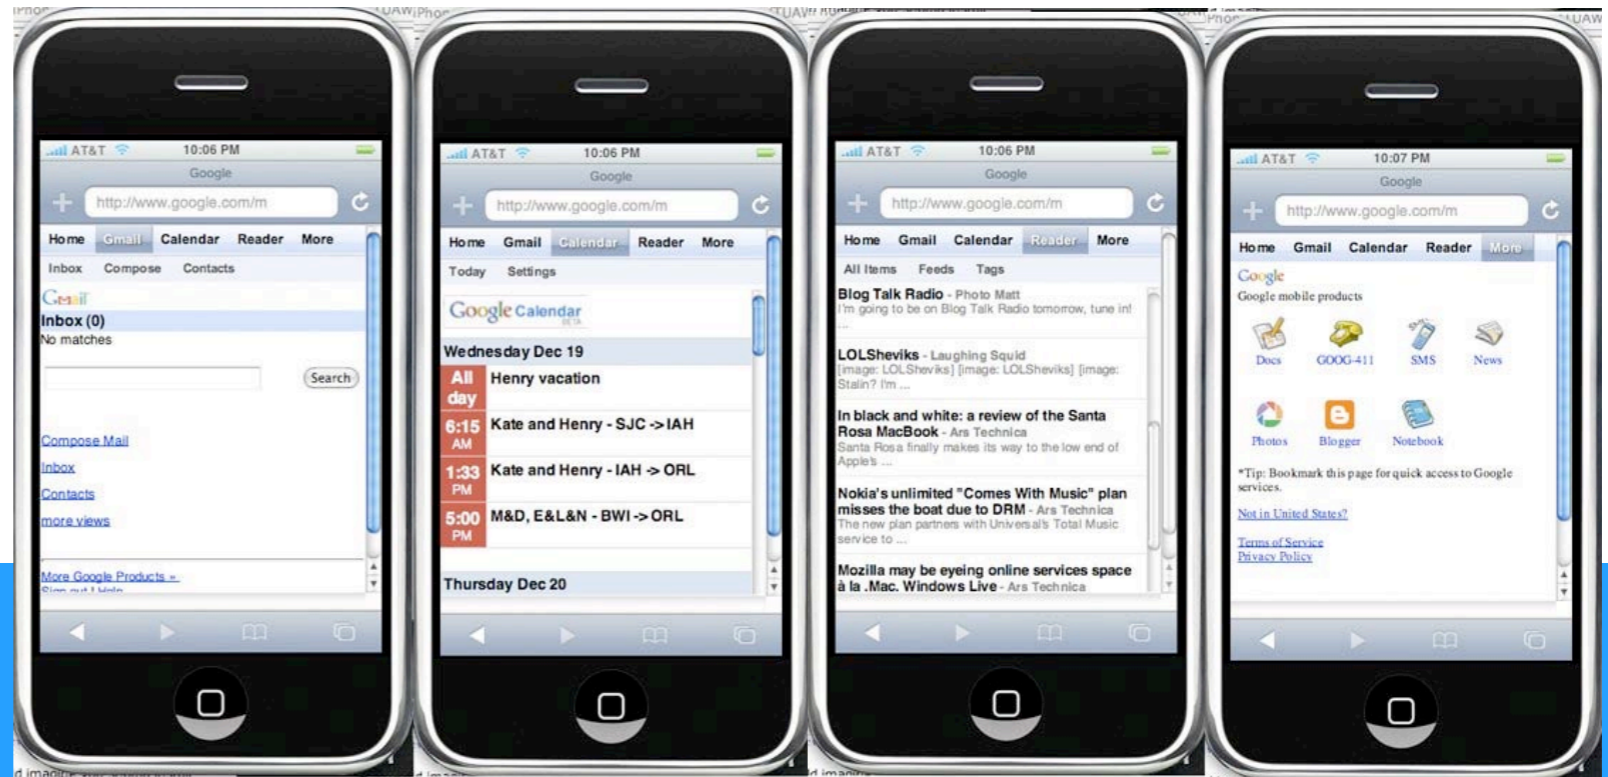 AT&T 10:06 PM
Google
http://www.google.com/m
Home Gmail Calendar Reader More
Inbox Compose Contacts
Gmail
Inbox (0)
No matches
Search
Compose Mail
Inbox
Contacts
more views
More Google Products »
Sign out | Help
AT&T 10:06 PM
Google
http://www.google.com/m
Home Gmail Calendar Reader More
Today Settings
Google Calendar
BETA
Wednesday Dec 19
All day Henry vacation
6:15 AM Kate and Henry - SJC -> IAH
1:33 PM Kate and Henry - IAH -> ORL
5:00 PM M&D, E&L&N - BWI -> ORL
Thursday Dec 20
AT&T 10:06 PM
Google
http://www.google.com/m
Home Gmail Calendar Reader More
All Items Feeds Tags
Blog Talk Radio - Photo Matt
I'm going to be on Blog Talk Radio tomorrow, tune in!
...
LOLSheviks - Laughing Squid
[image: LOLSheviks] [image: LOLSheviks] [image:
Stalin? I'm ...
In black and white: a review of the Santa
Rosa MacBook - Ars Technica
Santa Rosa finally makes its way to the low end of
Apple's ...
Nokia's unlimited "Comes With Music" plan
misses the boat due to DRM - Ars Technica
The new plan partners with Universal's Total Music
service to ...
Mozilla may be eyeing online services space
à la .Mac. Windows Live - Ars Technica
AT&T 10:07 PM
Google
http://www.google.com/m
Home Gmail Calendar Reader More
Google
Google mobile products
Docs GOOG-411 SMS News
Photos Blogger Notebook
*Tip: Bookmark this page for quick access to Google
services.
Not in United States?
Terms of Service
Privacy Policy